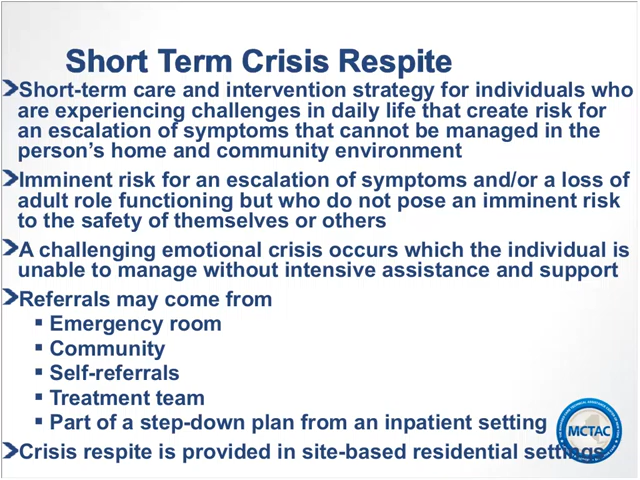 Short Term Crisis Respite
Short-term care and intervention strategy for individuals who
are experiencing challenges in daily life that create risk for
an escalation of symptoms that cannot be managed in the
person's home and community environment
Imminent risk for an escalation of symptoms and/or a loss of
adult role functioning but who do not pose an imminent risk
to the safety of themselves or others
A challenging emotional crisis occurs which the individual is
unable to manage without intensive assistance and support
Referrals may come from
Emergency room
Community
Self-referrals
Treatment team
Part of a step-down plan from an inpatient setting
MCTAC
Crisis respite is provided in site-based residential settings